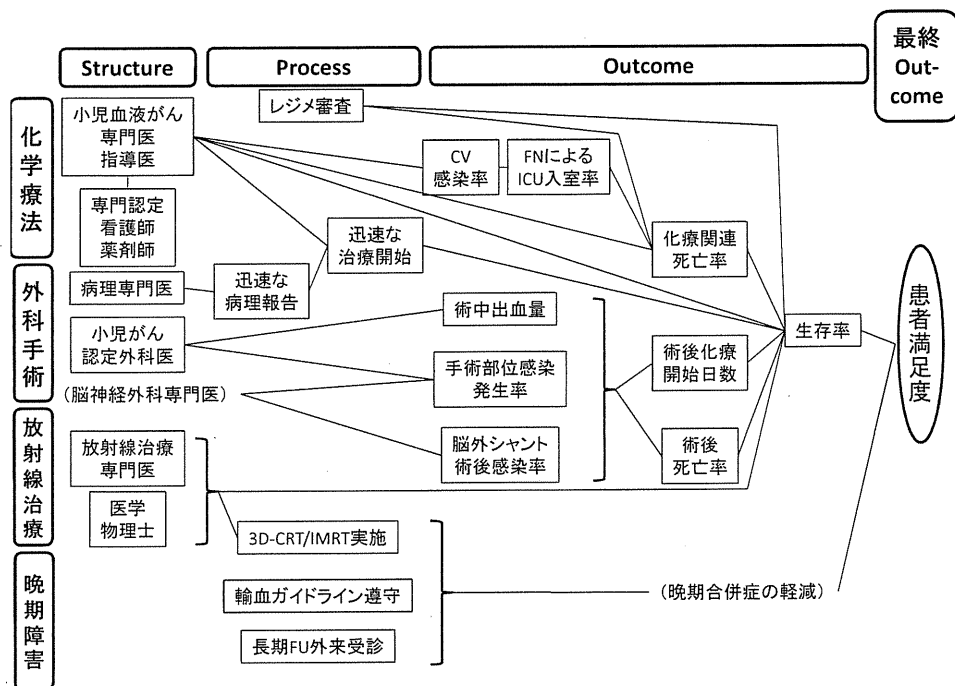 最終
Out-
come
Structure
Process
Outcome
化学療法
小児血液がん
専門医
指導医
専門認定
看護師
薬剤師
レジメ審査
CV
感染率
FNによる
ICU入室率
迅速な
治療開始
化療関連
死亡率
外科手術
病理専門医
迅速な
病理報告
小児がん
認定外科医
(脳神経外科専門医)
術中出血量
手術部位感染
発生率
脳外シャント
術後感染率
術後化療
開始日数
術後
死亡率
生存率
患者満足度
放射線治療
放射線治療
専門医
医学
物理士
3D-CRT/IMRT実施
晩期障害
輸血ガイドライン遵守
長期FU外来受診
(晩期合併症の軽減)